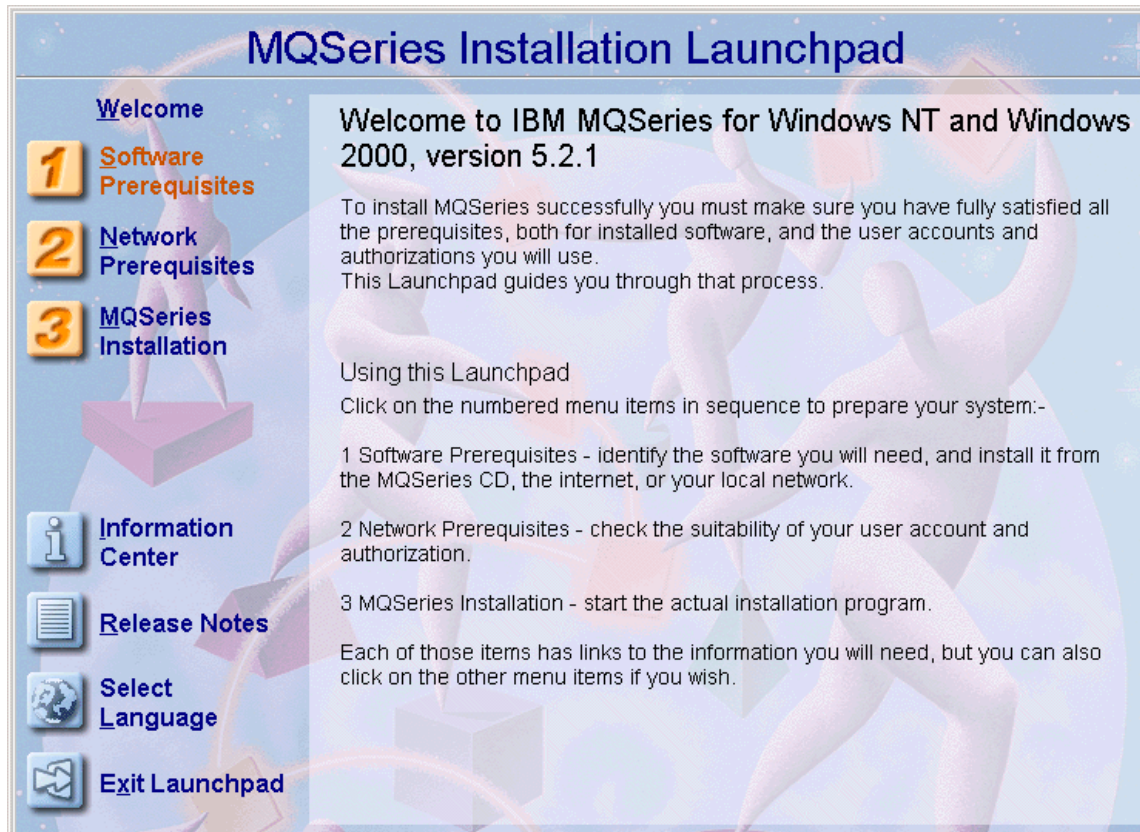 MQSeries Installation Launchpad
Welcome
1 Software
Prerequisites
2 Network
Prerequisites
3 MQSeries
Installation
Information
Center
Release Notes
Select
Language
Exit Launchpad
Welcome to IBM MQSeries for Windows NT and Windows
2000, version 5.2.1
To install MQSeries successfully you must make sure you have fully satisfied all
the prerequisites, both for installed software, and the user accounts and
authorizations you will use.
This Launchpad guides you through that process.
Using this Launchpad
Click on the numbered menu items in sequence to prepare your system:-
1 Software Prerequisites - identify the software you will need, and install it from
the MQSeries CD, the internet, or your local network.
2 Network Prerequisites - check the suitability of your user account and
authorization.
3 MQSeries Installation - start the actual installation program.
Each of those items has links to the information you will need, but you can also
click on the other menu items if you wish.